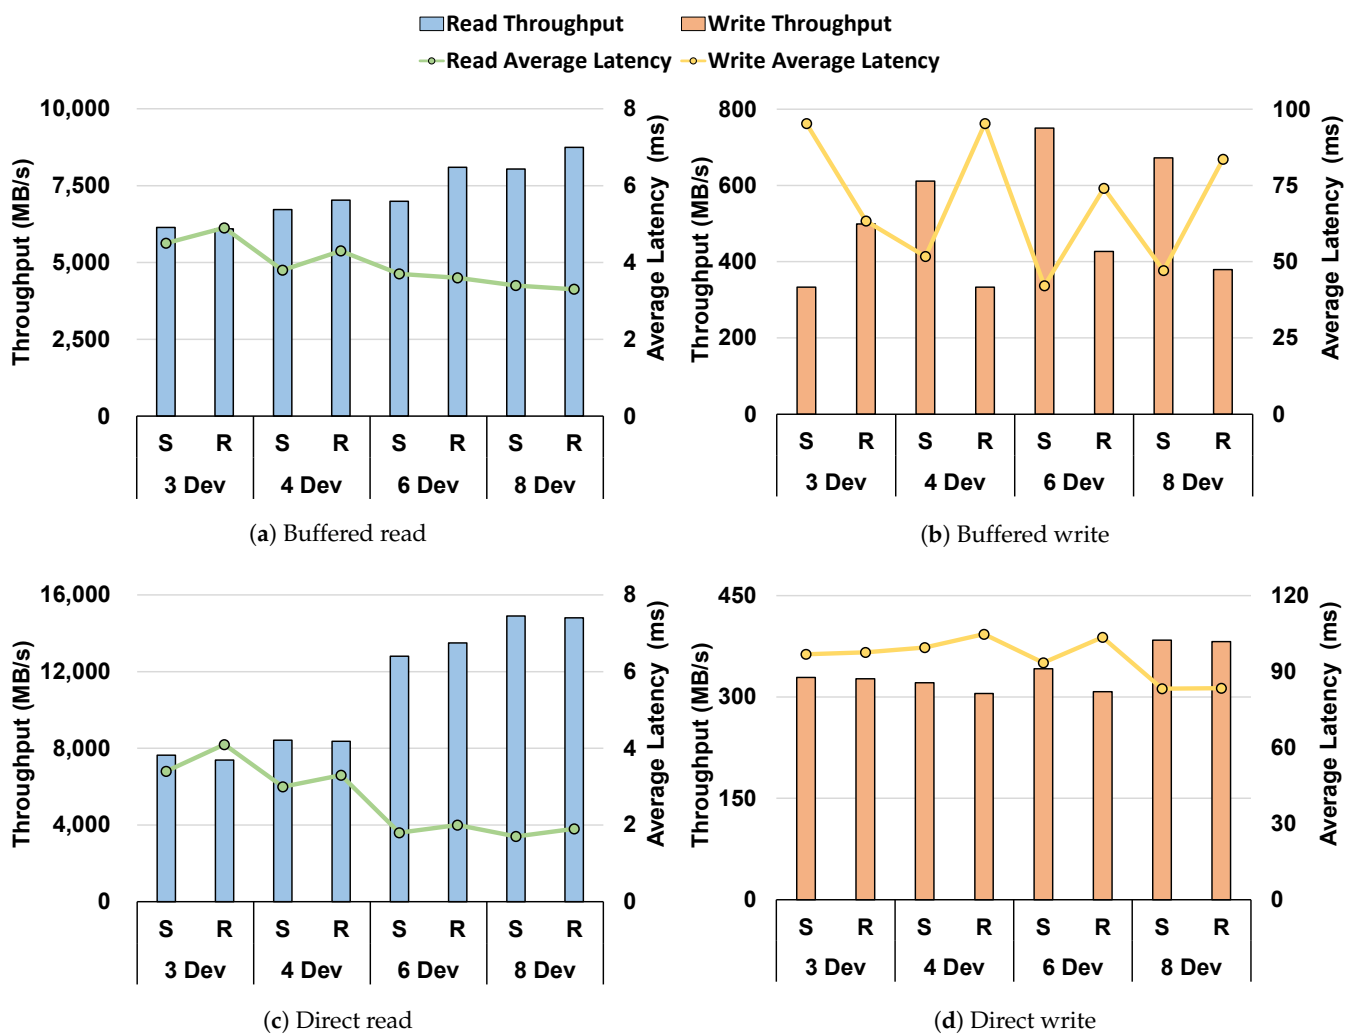 Read Throughput Write Throughput
Read Average Latency Write Average Latency
10,000
7,500
5,000
2,500
0
Throughput (MB/s)
8
6
4
2
0
Average Latency (ms)
S R S R S R S R
3 Dev 4 Dev 6 Dev 8 Dev
(a) Buffered read
800
600
400
200
0
Throughput (MB/s)
100
75
50
25
0
Average Latency (ms)
S R S R S R S R
3 Dev 4 Dev 6 Dev 8 Dev
(b) Buffered write
16,000
12,000
8,000
4,000
0
Throughput (MB/s)
8
6
4
2
0
Average Latency (ms)
S R S R S R S R
3 Dev 4 Dev 6 Dev 8 Dev
(c) Direct read
450
300
150
0
Throughput (MB/s)
120
90
60
30
0
Average Latency (ms)
S R S R S R S R
3 Dev 4 Dev 6 Dev 8 Dev
(d) Direct write